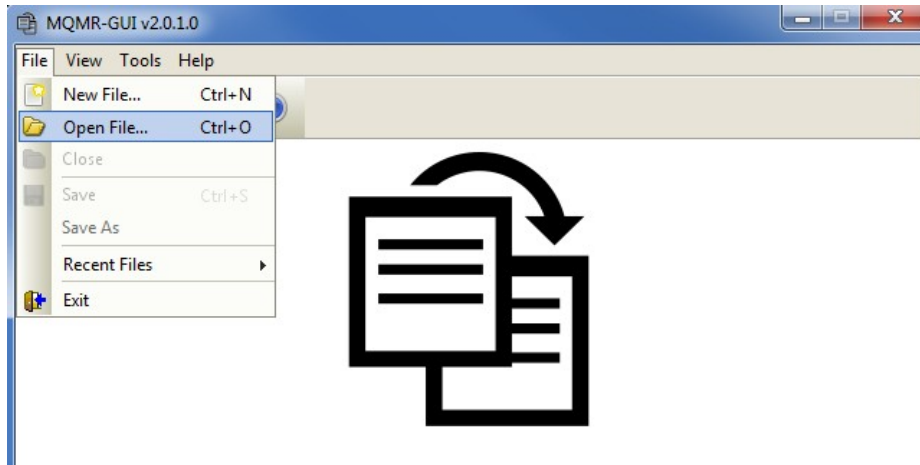 MQMR-GUI v2.0.1.0
File View Tools Help
New File... Ctrl+N
Open File... Ctrl+O
Close
Save Ctrl+S
Save As
Recent Files
Exit